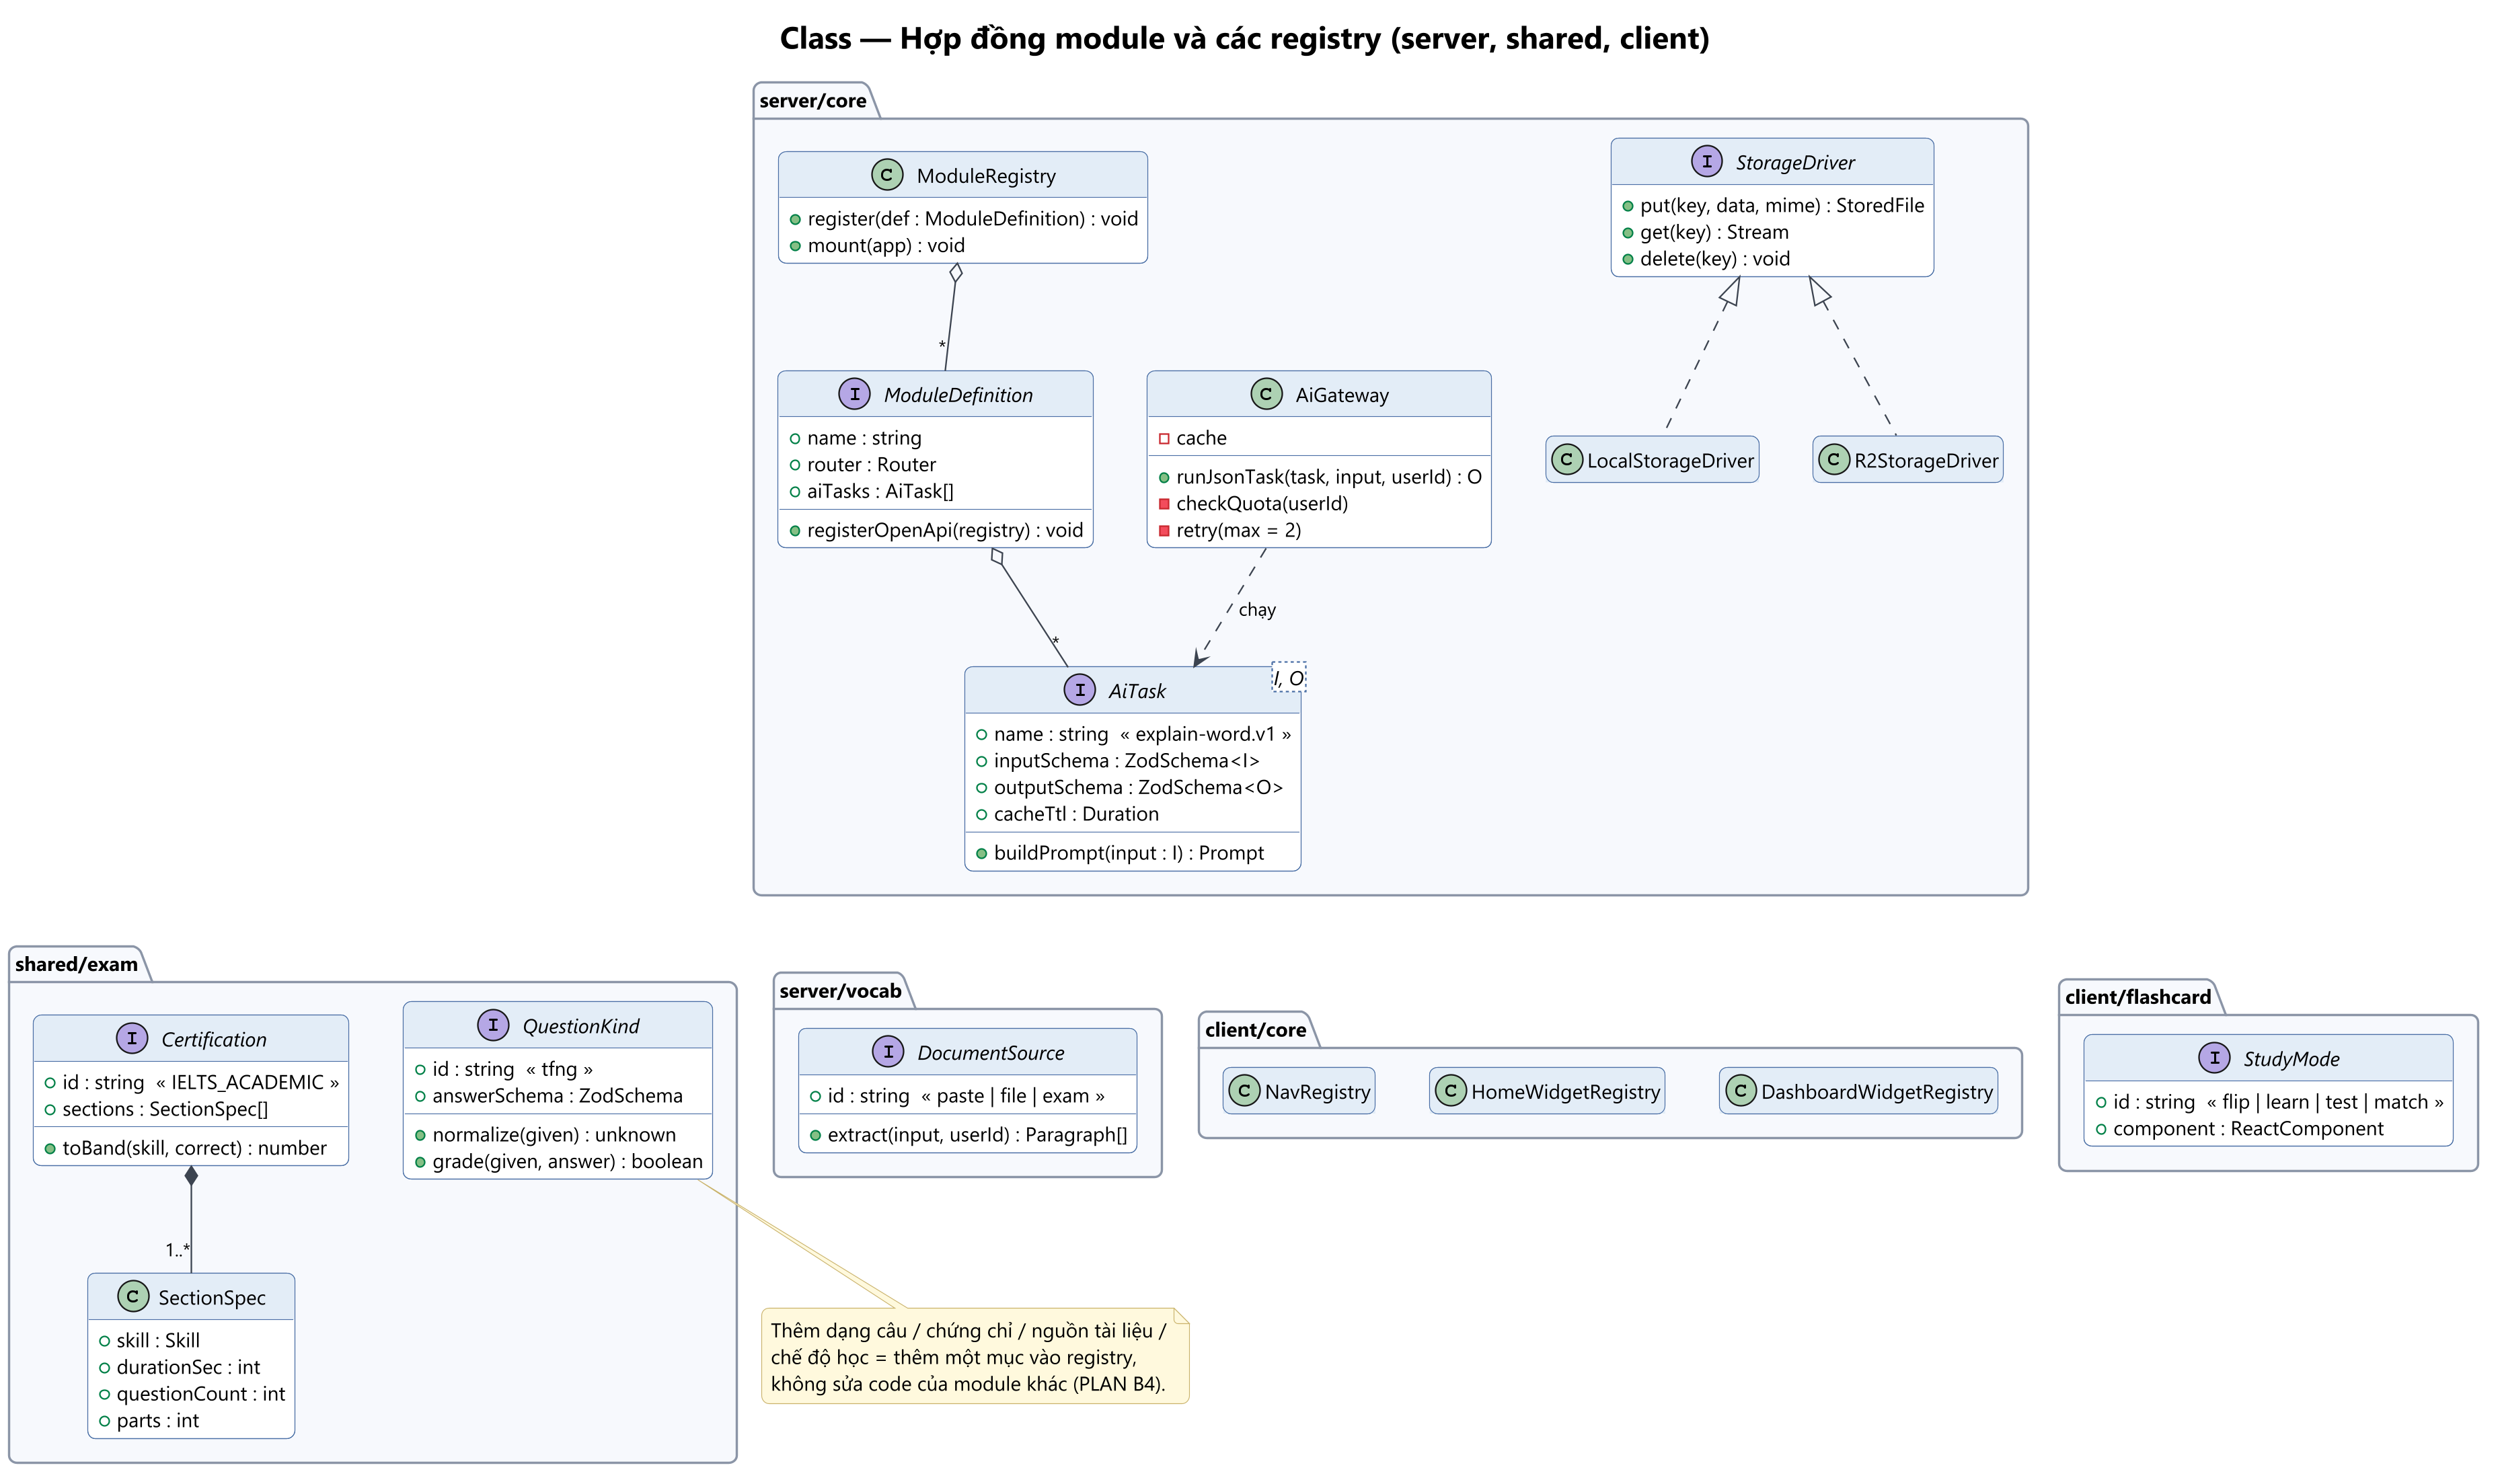 Class — Hợp đồng module và các registry (server, shared, client)
server/core
C ModuleRegistry
register(def : ModuleDefinition) : void
mount(app) : void
I StorageDriver
put(key, data, mime) : StoredFile
get(key) : Stream
delete(key) : void
*
I ModuleDefinition
name : string
router : Router
aiTasks : AiTask[]
registerOpenApi(registry) : void
C AiGateway
cache
runJsonTask(task, input, userId) : O
checkQuota(userId)
retry(max = 2)
C LocalStorageDriver
C R2StorageDriver
chạy
*
I AiTask
I, O
name : string « explain-word.v1 »
inputSchema : ZodSchema<I>
outputSchema : ZodSchema<O>
cacheTtl : Duration
buildPrompt(input : I) : Prompt
shared/exam
I Certification
id : string « IELTS_ACADEMIC »
sections : SectionSpec[]
toBand(skill, correct) : number
I QuestionKind
id : string « tfng »
answerSchema : ZodSchema
normalize(given) : unknown
grade(given, answer) : boolean
1..*
C SectionSpec
skill : Skill
durationSec : int
questionCount : int
parts : int
server/vocab
I DocumentSource
id : string « paste | file | exam »
extract(input, userId) : Paragraph[]
client/core
C NavRegistry
C HomeWidgetRegistry
C DashboardWidgetRegistry
client/flashcard
I StudyMode
id : string « flip | learn | test | match »
component : ReactComponent
Thêm dạng câu / chứng chỉ / nguồn tài liệu /
chế độ học = thêm một mục vào registry,
không sửa code của module khác (PLAN B4).